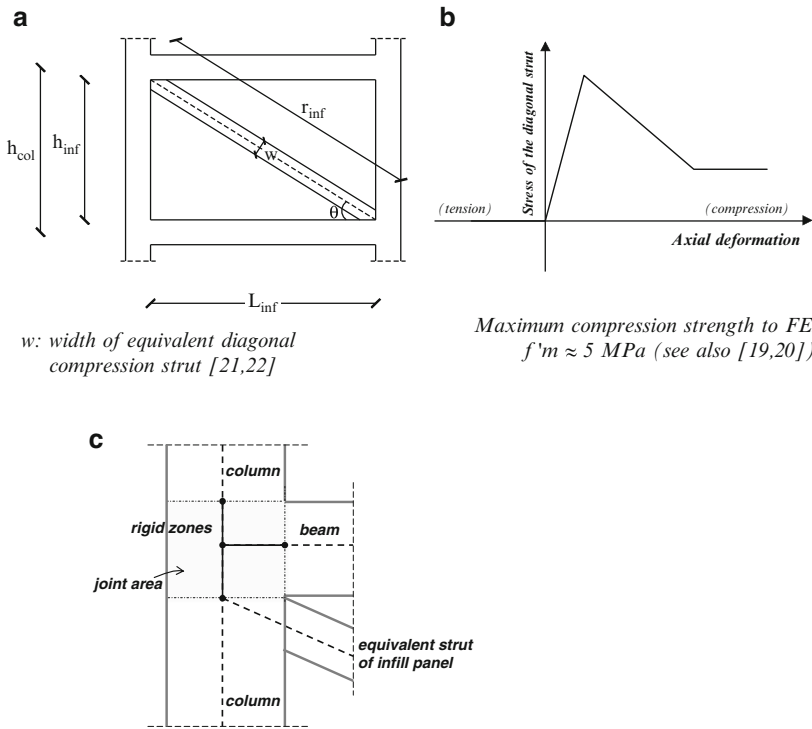 a
h_col
h_inf
r_inf
w
θ
L_inf
w: width of equivalent diagonal
compression strut [21,22]
b
Stress of the diagonal strut
(tension)
(compression)
Axial deformation
Maximum compression strength to FE
f'm ≈ 5 MPa (see also [19,20])
c
column
rigid zones
beam
joint area
equivalent strut
of infill panel
column